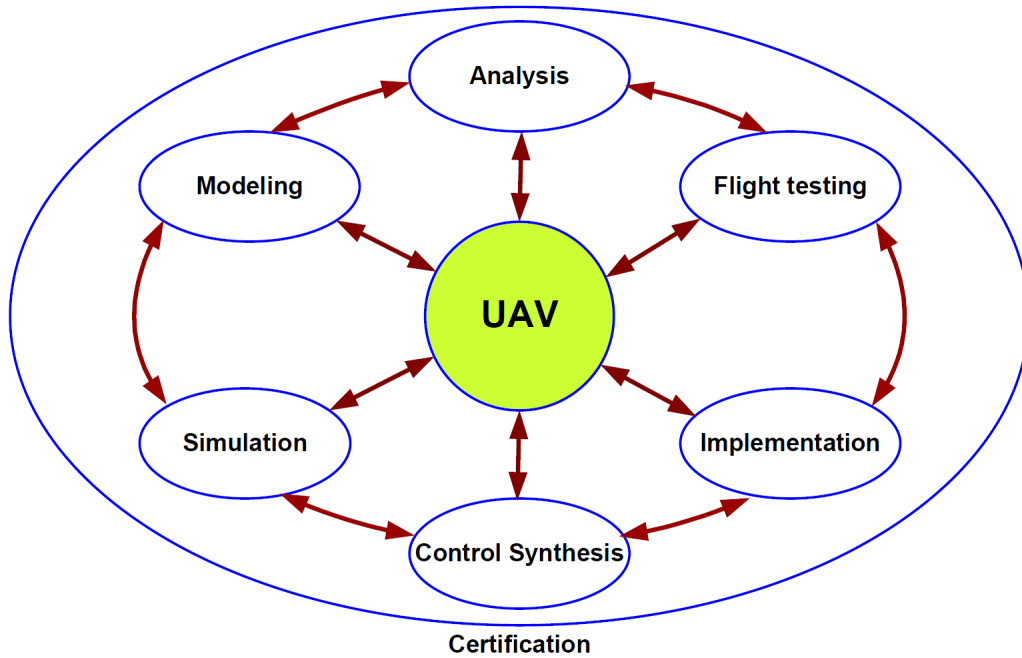 Analysis
Modeling
Flight testing
UAV
Simulation
Implementation
Control Synthesis
Certification